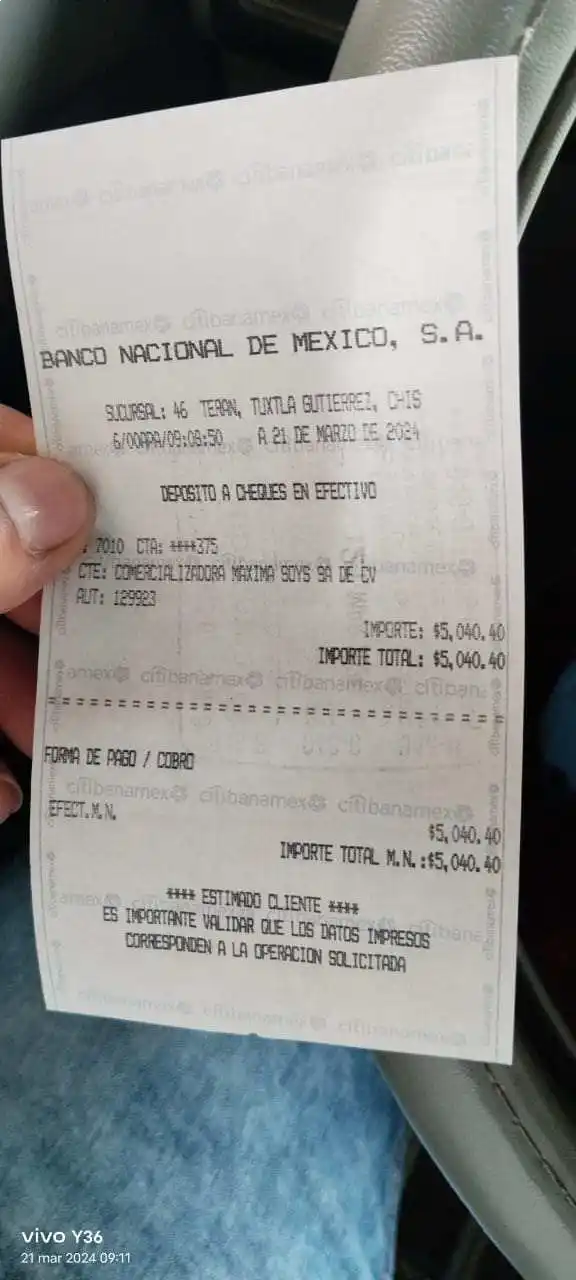 BANCO NACIONAL DE MEXICO, S.A.
SUCURSAL: 46 TERAN, TUXTLA GUTIERREZ, CHIS
6/00APA/09:08:50 A 21 DE MARZO DE 2024
DEPOSITO A CHEQUES EN EFECTIVO
: 7010 CTA: ****375
CTE: COMERCIALIZADORA MAXIMA BOYS SA DE CV
AUT: 129923
IMPORTE: $5,040.40
IMPORTE TOTAL: $5,040.40
FORMA DE PAGO / COBRO
EFECT.M.N.
$5,040.40
IMPORTE TOTAL M.N.:$5,040.40
**** ESTIMADO CLIENTE ****
ES IMPORTANTE VALIDAR QUE LOS DATOS IMPRESOS
CORRESPONDEN A LA OPERACION SOLICITADA
citibanamex
vivo Y36
21 mar 2024 09:11